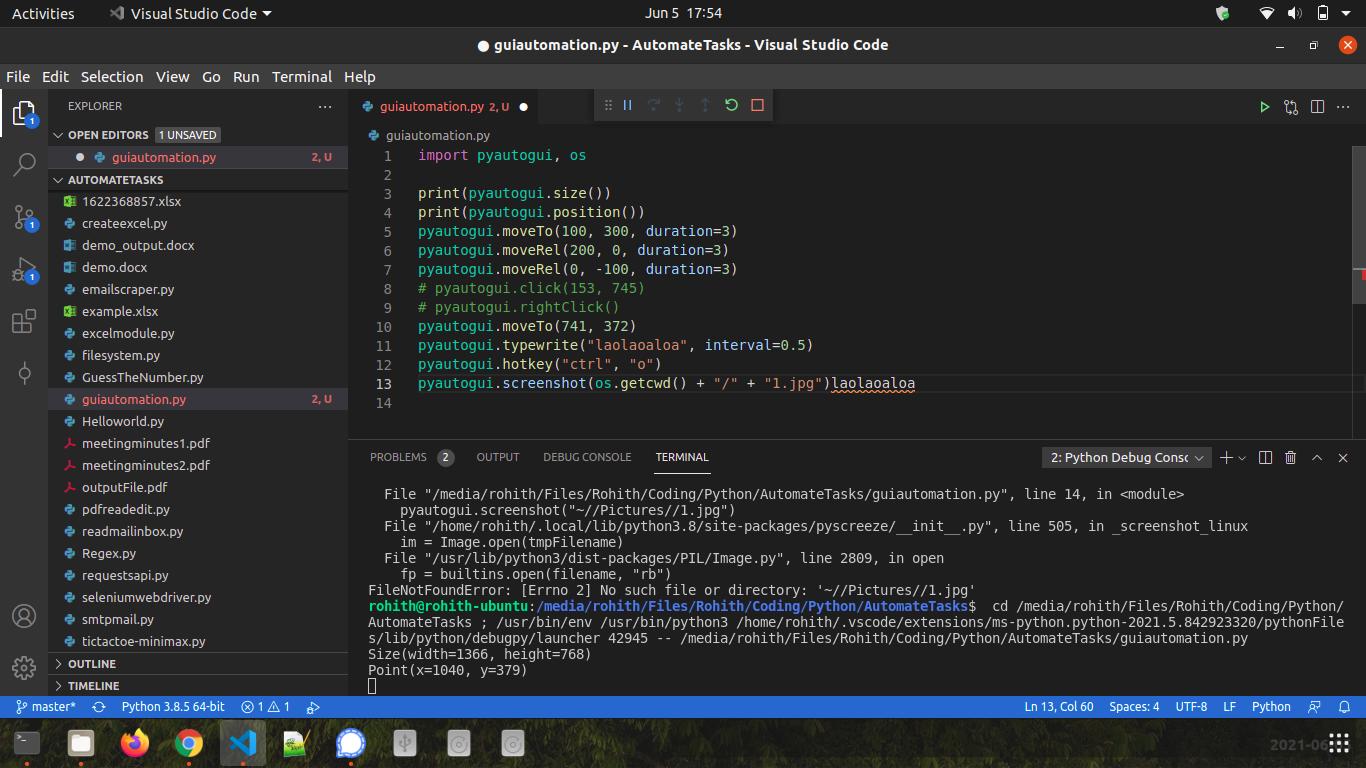 Activities Visual Studio Code Jun 5 17:54
guiautomation.py - AutomateTasks - Visual Studio Code
File Edit Selection View Go Run Terminal Help
EXPLORER
OPEN EDITORS 1 UNSAVED
guiautomation.py 2, U
AUTOMATETASKS
1622368857.xlsx
createexcel.py
demo_output.docx
demo.docx
emailscraper.py
example.xlsx
excelmodule.py
filesystem.py
GuessTheNumber.py
guiautomation.py 2, U
Helloworld.py
meetingminutes1.pdf
meetingminutes2.pdf
outputFile.pdf
pdfreadedit.py
readmailinbox.py
Regex.py
requestsapi.py
seleniumwebdriver.py
smtpmail.py
tictactoe-minimax.py
OUTLINE
TIMELINE
1
1
1
guiautomation.py 2, U
guiautomation.py
1 import pyautogui, os
2
3 print(pyautogui.size())
4 print(pyautogui.position())
5 pyautogui.moveTo(100, 300, duration=3)
6 pyautogui.moveRel(200, 0, duration=3)
7 pyautogui.moveRel(0, -100, duration=3)
8 # pyautogui.click(153, 745)
9 # pyautogui.rightClick()
10 pyautogui.moveTo(741, 372)
11 pyautogui.typewrite("laolaoaloa", interval=0.5)
12 pyautogui.hotkey("ctrl", "o")
13 pyautogui.screenshot(os.getcwd() + "/" + "1.jpg")laolaoaloa
14
PROBLEMS 2 OUTPUT DEBUG CONSOLE TERMINAL 2: Python Debug Consc
File "/media/rohith/Files/Rohith/Coding/Python/AutomateTasks/guiautomation.py", line 14, in <module>
pyautogui.screenshot("~//Pictures//1.jpg")
File "/home/rohith/.local/lib/python3.8/site-packages/pyscreeze/__init__.py", line 505, in _screenshot_linux
im = Image.open(tmpFilename)
File "/usr/lib/python3/dist-packages/PIL/Image.py", line 2809, in open
fp = builtins.open(filename, "rb")
FileNotFoundError: [Errno 2] No such file or directory: '~//Pictures//1.jpg'
rohith@rohith-ubuntu:/media/rohith/Files/Rohith/Coding/Python/AutomateTasks$ cd /media/rohith/Files/Rohith/Coding/Python/
AutomateTasks ; /usr/bin/env /usr/bin/python3 /home/rohith/.vscode/extensions/ms-python.python-2021.5.842923320/pythonFile
s/lib/python/debugpy/launcher 42945 -- /media/rohith/Files/Rohith/Coding/Python/AutomateTasks/guiautomation.py
Size(width=1366, height=768)
Point(x=1040, y=379)
master* Python 3.8.5 64-bit 1 1 Ln 13, Col 60 Spaces: 4 UTF-8 LF Python